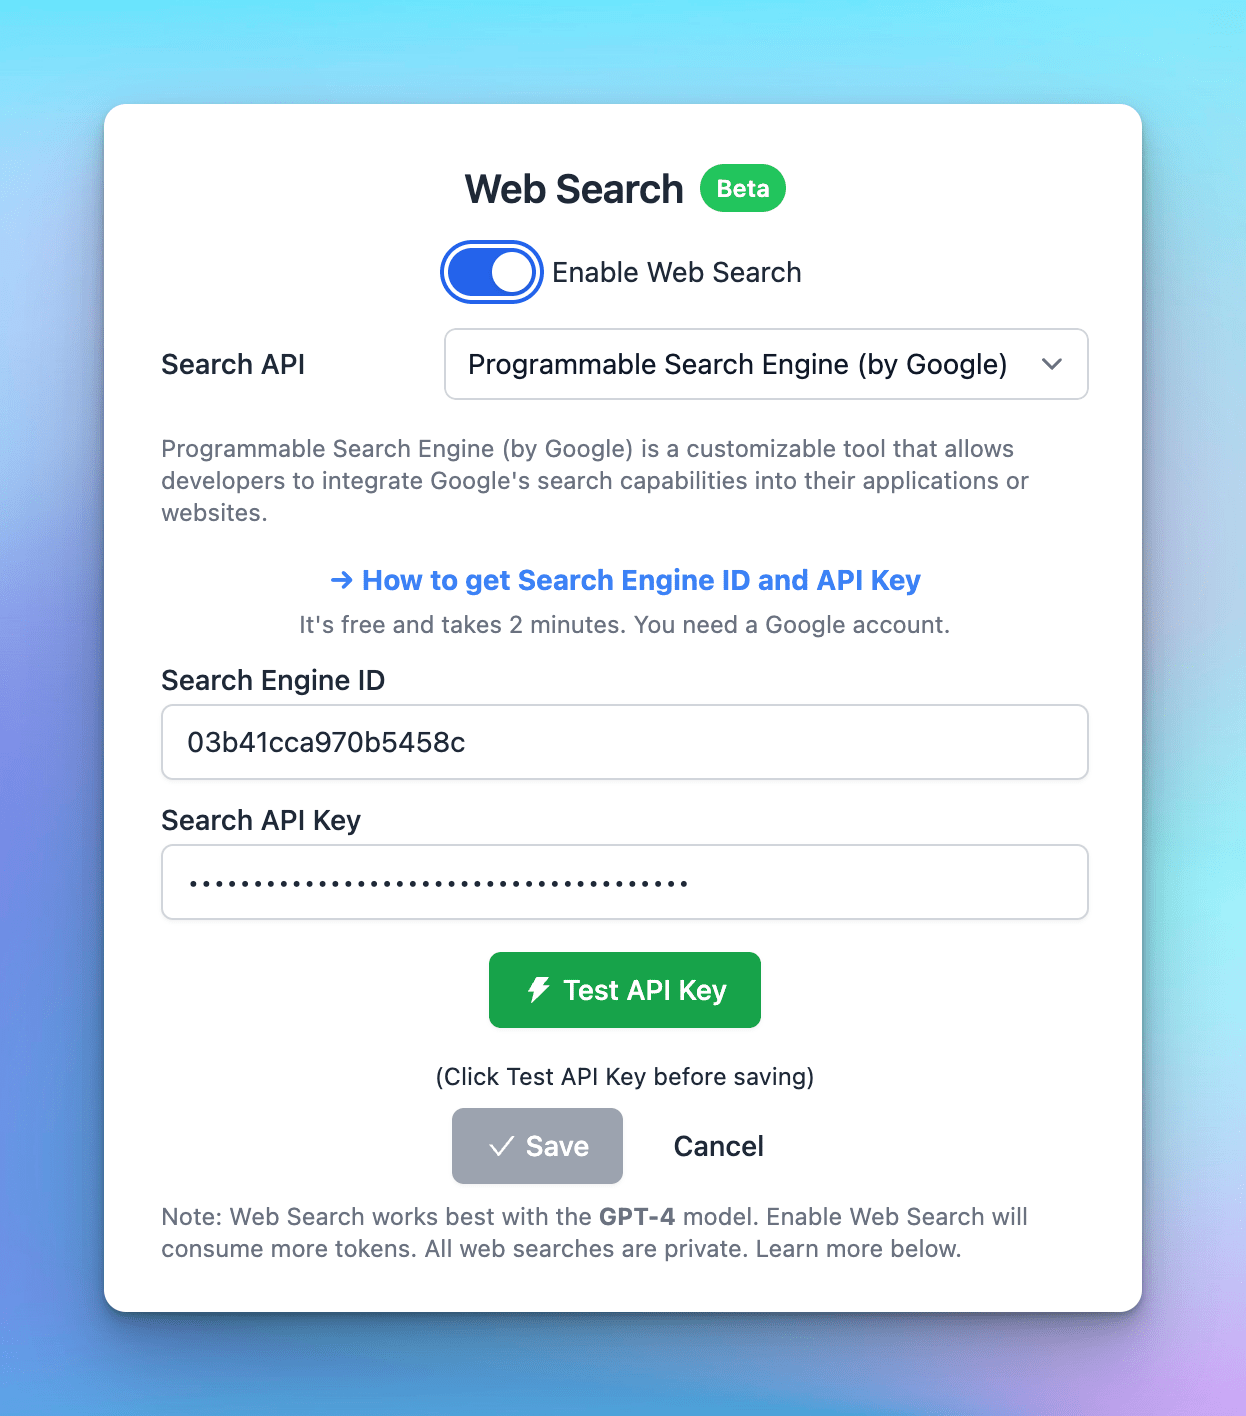 Web Search Beta
Enable Web Search
Search API Programmable Search Engine (by Google)
Programmable Search Engine (by Google) is a customizable tool that allows
developers to integrate Google's search capabilities into their applications or
websites.
→ How to get Search Engine ID and API Key
It's free and takes 2 minutes. You need a Google account.
Search Engine ID
03b41cca970b5458c
Search API Key
•••••••••••••••••••••••••••••••••••••••
Test API Key
(Click Test API Key before saving)
Save Cancel
Note: Web Search works best with the GPT-4 model. Enable Web Search will
consume more tokens. All web searches are private. Learn more below.